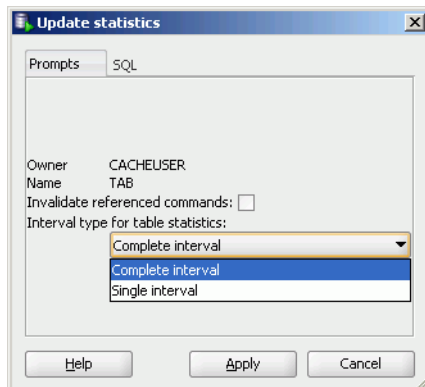 Update statistics
Prompts SQL
Owner CACHEUSER
Name TAB
Invalidate referenced commands:
Interval type for table statistics:
Complete interval
Complete interval
Single interval
Help Apply Cancel